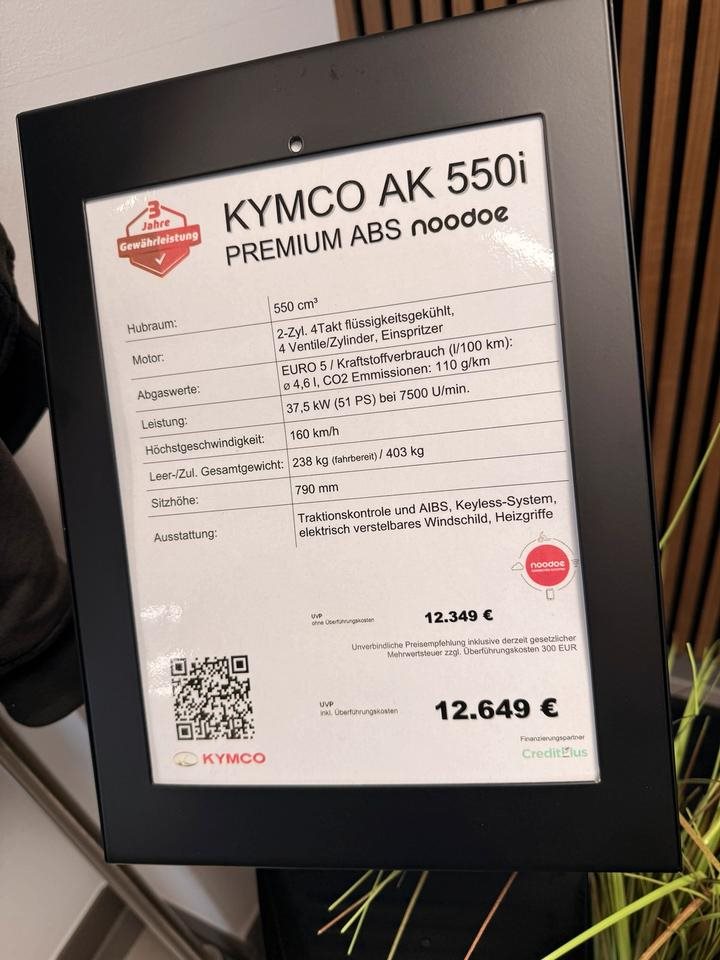 3
Jahre
Gewährleistung
KYMCO AK 550i
PREMIUM ABS noodoe
Hubraum: 550 cm³
Motor: 2-Zyl. 4Takt flüssigkeitsgekühlt,
4 Ventile/Zylinder, Einspritzer
Abgaswerte: EURO 5 / Kraftstoffverbrauch (l/100 km):
ø 4,6 l, CO2 Emmissionen: 110 g/km
Leistung: 37,5 kW (51 PS) bei 7500 U/min.
Höchstgeschwindigkeit: 160 km/h
Leer-/Zul. Gesamtgewicht: 238 kg (fahrbereit) / 403 kg
Sitzhöhe: 790 mm
Ausstattung: Traktionskontrole und AIBS, Keyless-System,
elektrisch verstelbares Windschild, Heizgriffe
noodoe
UVP
ohne Überführungskosten 12.349 €
Unverbindliche Preisempfehlung inklusive derzeit gesetzlicher
Mehrwertsteuer zzgl. Überführungskosten 300 EUR
UVP
inkl. Überführungskosten 12.649 €
KYMCO
Finanzierungspartner
CreditPlus